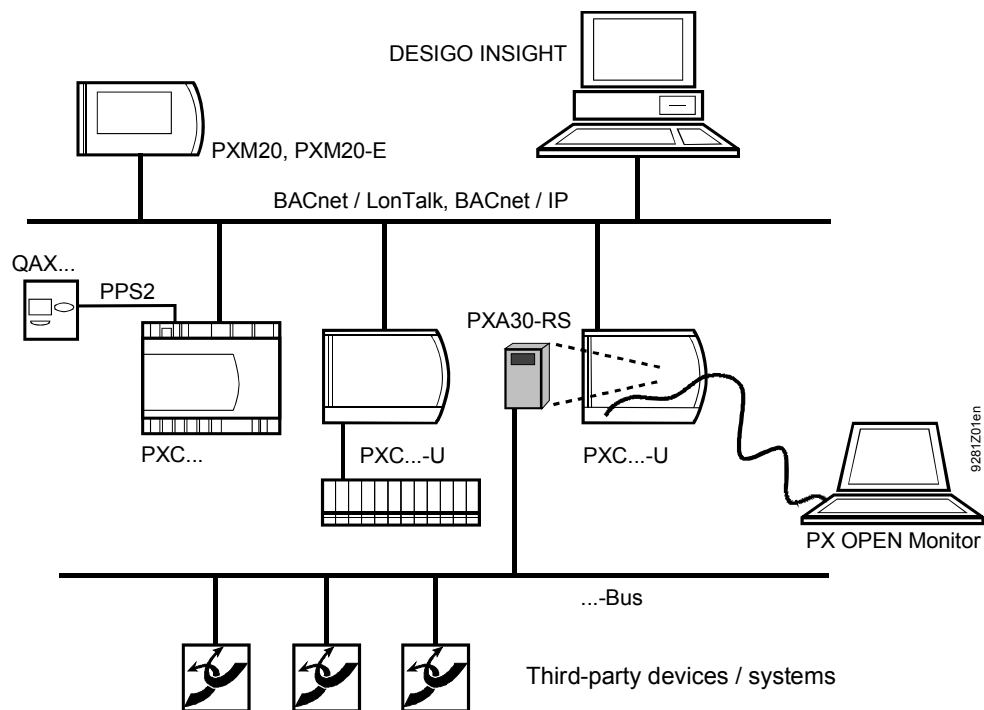 DESIGO INSIGHT
PXM20, PXM20-E
BACnet / LonTalk, BACnet / IP
QAX...
PPS2
PXA30-RS
PXC...
PXC...-U
PXC...-U
9281Z01en
PX OPEN Monitor
...-Bus
Third-party devices / systems